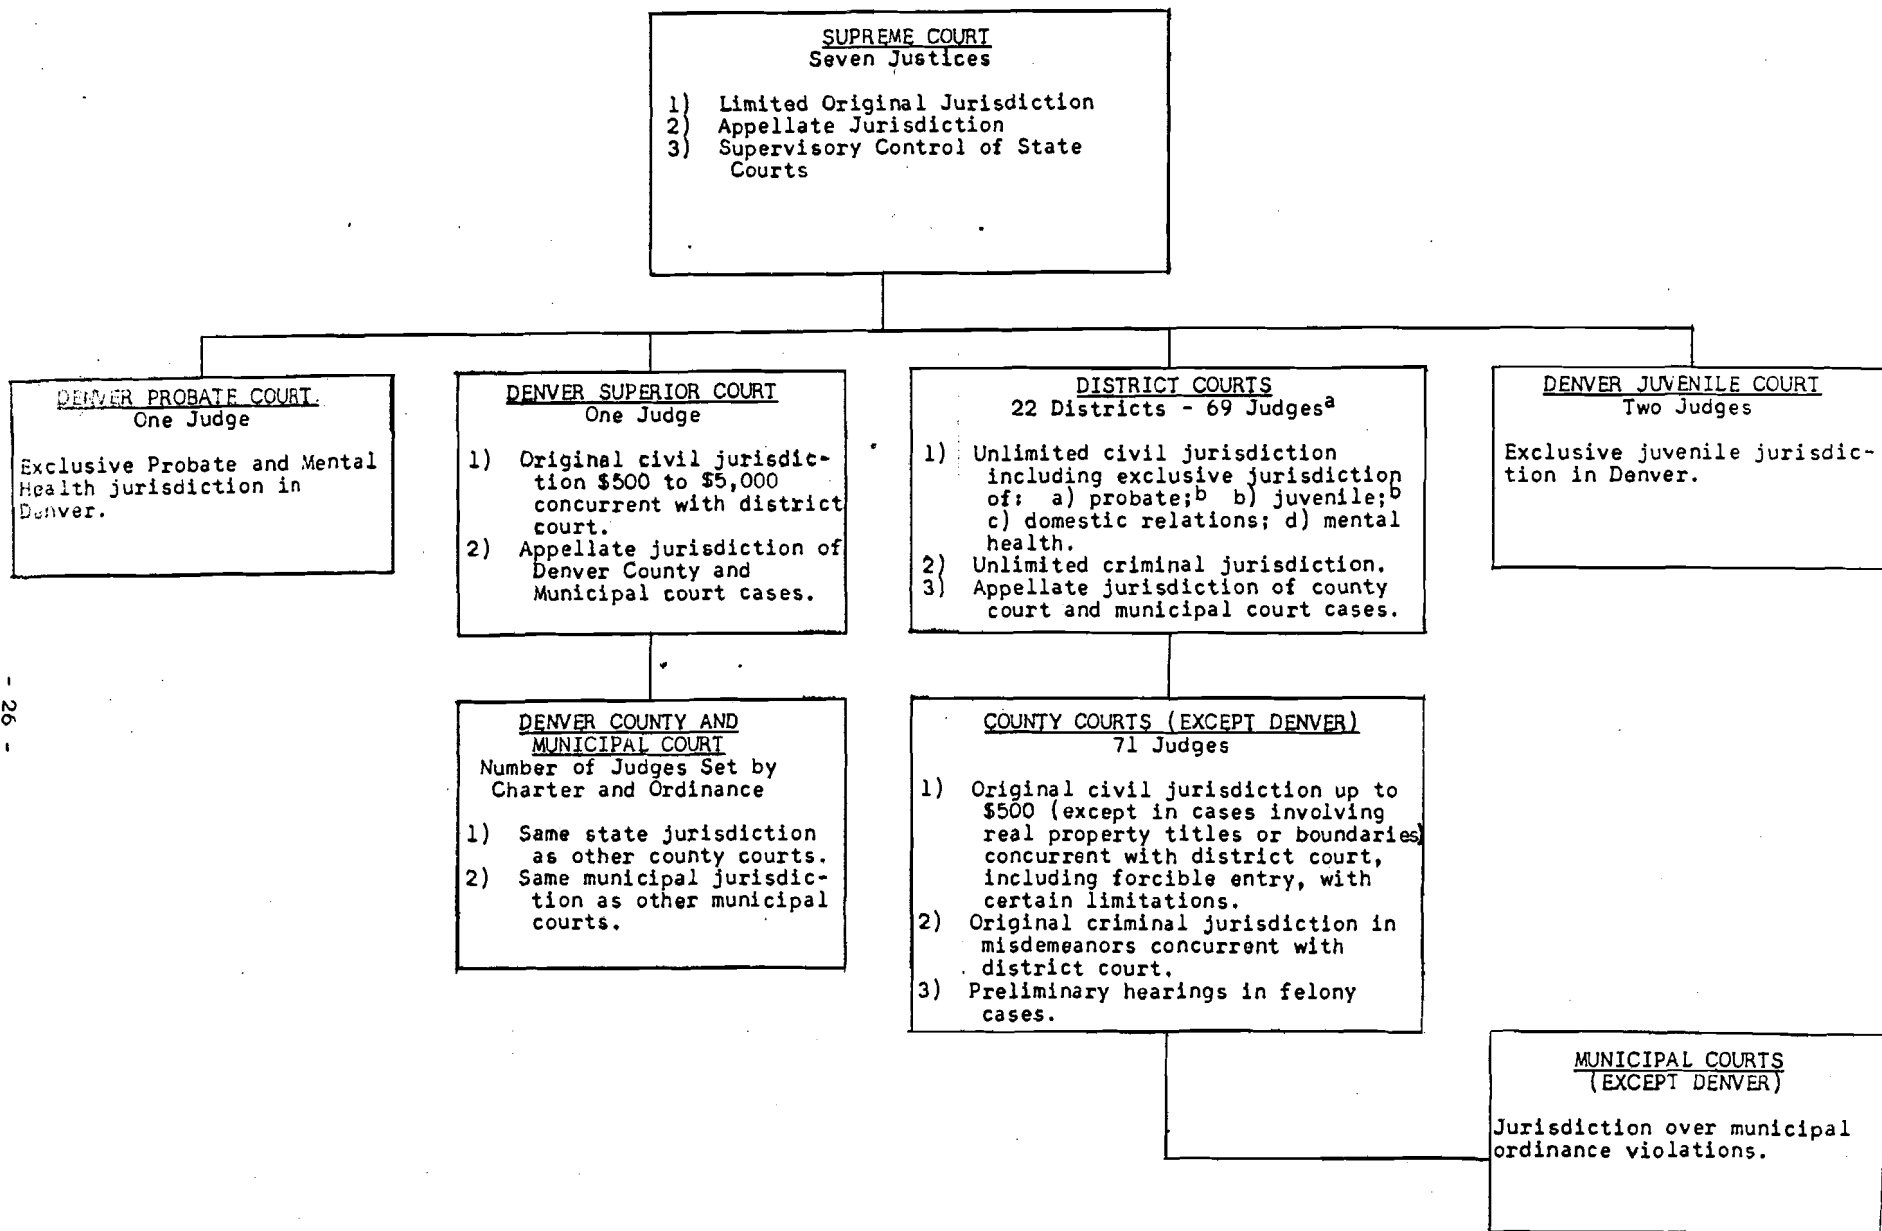 SUPREME COURT
Seven Justices
1) Limited Original Jurisdiction
2) Appellate Jurisdiction
3) Supervisory Control of State
Courts
DENVER PROBATE COURT
One Judge
Exclusive Probate and Mental
Health jurisdiction in
Denver.
DENVER SUPERIOR COURT
One Judge
1) Original civil jurisdic-
tion $500 to $5,000
concurrent with district
court.
2) Appellate jurisdiction of
Denver County and
Municipal court cases.
DISTRICT COURTS
22 Districts - 69 Judgesᵃ
1) Unlimited civil jurisdiction
including exclusive jurisdiction
of: a) probate;ᵇ b) juvenile;ᵇ
c) domestic relations; d) mental
health.
2) Unlimited criminal jurisdiction.
3) Appellate jurisdiction of county
court and municipal court cases.
DENVER JUVENILE COURT
Two Judges
Exclusive juvenile jurisdic-
tion in Denver.
DENVER COUNTY AND
MUNICIPAL COURT
Number of Judges Set by
Charter and Ordinance
1) Same state jurisdiction
as other county courts.
2) Same municipal jurisdic-
tion as other municipal
courts.
COUNTY COURTS (EXCEPT DENVER)
71 Judges
1) Original civil jurisdiction up to
$500 (except in cases involving
real property titles or boundaries)
concurrent with district court,
including forcible entry, with
certain limitations.
2) Original criminal jurisdiction in
misdemeanors concurrent with
district court.
3) Preliminary hearings in felony
cases.
MUNICIPAL COURTS
(EXCEPT DENVER)
Jurisdiction over municipal
ordinance violations.
- 26 -